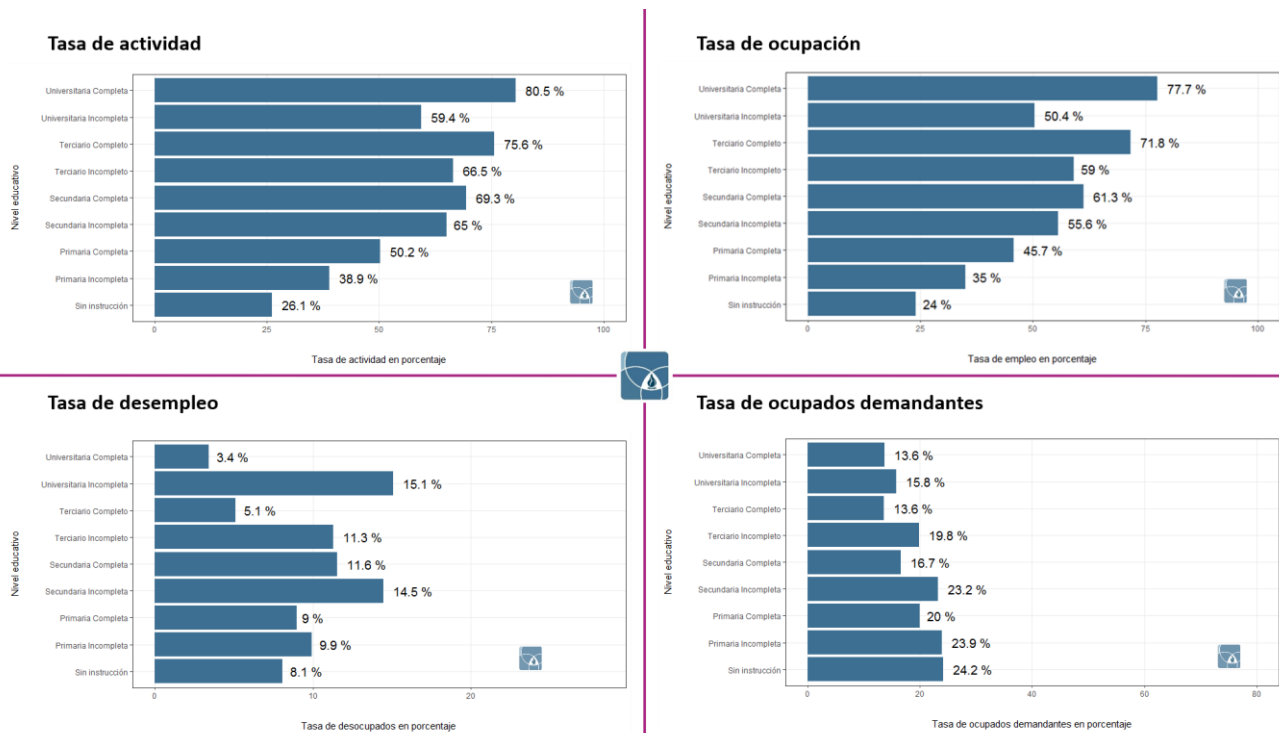 Tasa de actividad
Nivel educativo
Universitaria Completa
80.5 %
Universitaria Incompleta
59.4 %
Terciario Completo
75.6 %
Terciario Incompleto
66.5 %
Secundaria Completa
69.3 %
Secundaria Incompleta
65 %
Primaria Completa
50.2 %
Primaria Incompleta
38.9 %
Sin instrucción
26.1 %
0 25 50 75 100
Tasa de actividad en porcentaje
Tasa de ocupación
Nivel educativo
Universitaria Completa
77.7 %
Universitaria Incompleta
50.4 %
Terciario Completo
71.8 %
Terciario Incompleto
59 %
Secundaria Completa
61.3 %
Secundaria Incompleta
55.6 %
Primaria Completa
45.7 %
Primaria Incompleta
35 %
Sin instrucción
24 %
0 25 50 75 100
Tasa de empleo en porcentaje
Tasa de desempleo
Nivel educativo
Universitaria Completa
3.4 %
Universitaria Incompleta
15.1 %
Terciario Completo
5.1 %
Terciario Incompleto
11.3 %
Secundaria Completa
11.6 %
Secundaria Incompleta
14.5 %
Primaria Completa
9 %
Primaria Incompleta
9.9 %
Sin instrucción
8.1 %
0 10 20
Tasa de desocupados en porcentaje
Tasa de ocupados demandantes
Nivel educativo
Universitaria Completa
13.6 %
Universitaria Incompleta
15.8 %
Terciario Completo
13.6 %
Terciario Incompleto
19.8 %
Secundaria Completa
16.7 %
Secundaria Incompleta
23.2 %
Primaria Completa
20 %
Primaria Incompleta
23.9 %
Sin instrucción
24.2 %
0 20 40 60 80
Tasa de ocupados demandantes en porcentaje